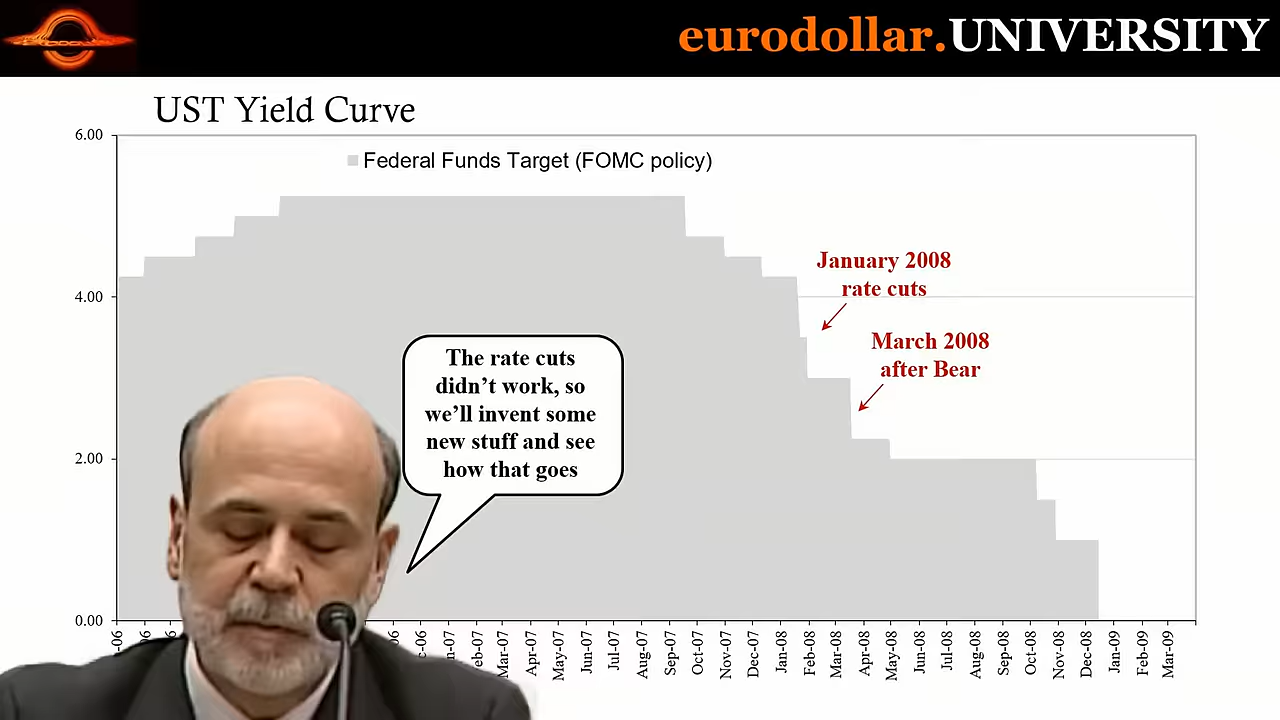 eurodollar.UNIVERSITY
UST Yield Curve
6.00
Federal Funds Target (FOMC policy)
January 2008
rate cuts
4.00
March 2008
after Bear
The rate cuts
didn't work, so
we'll invent some
new stuff and see
how that goes
2.00
0.00
Mar-07
Apr-07
May-07
Jun-07
Jul-07
Aug-07
Sep-07
Oct-07
Nov-07
Dec-07
Jan-08
Feb-08
Mar-08
Apr-08
May-08
Jun-08
Jul-08
Aug-08
Sep-08
Oct-08
Nov-08
Dec-08
Jan-09
Feb-09
Mar-09